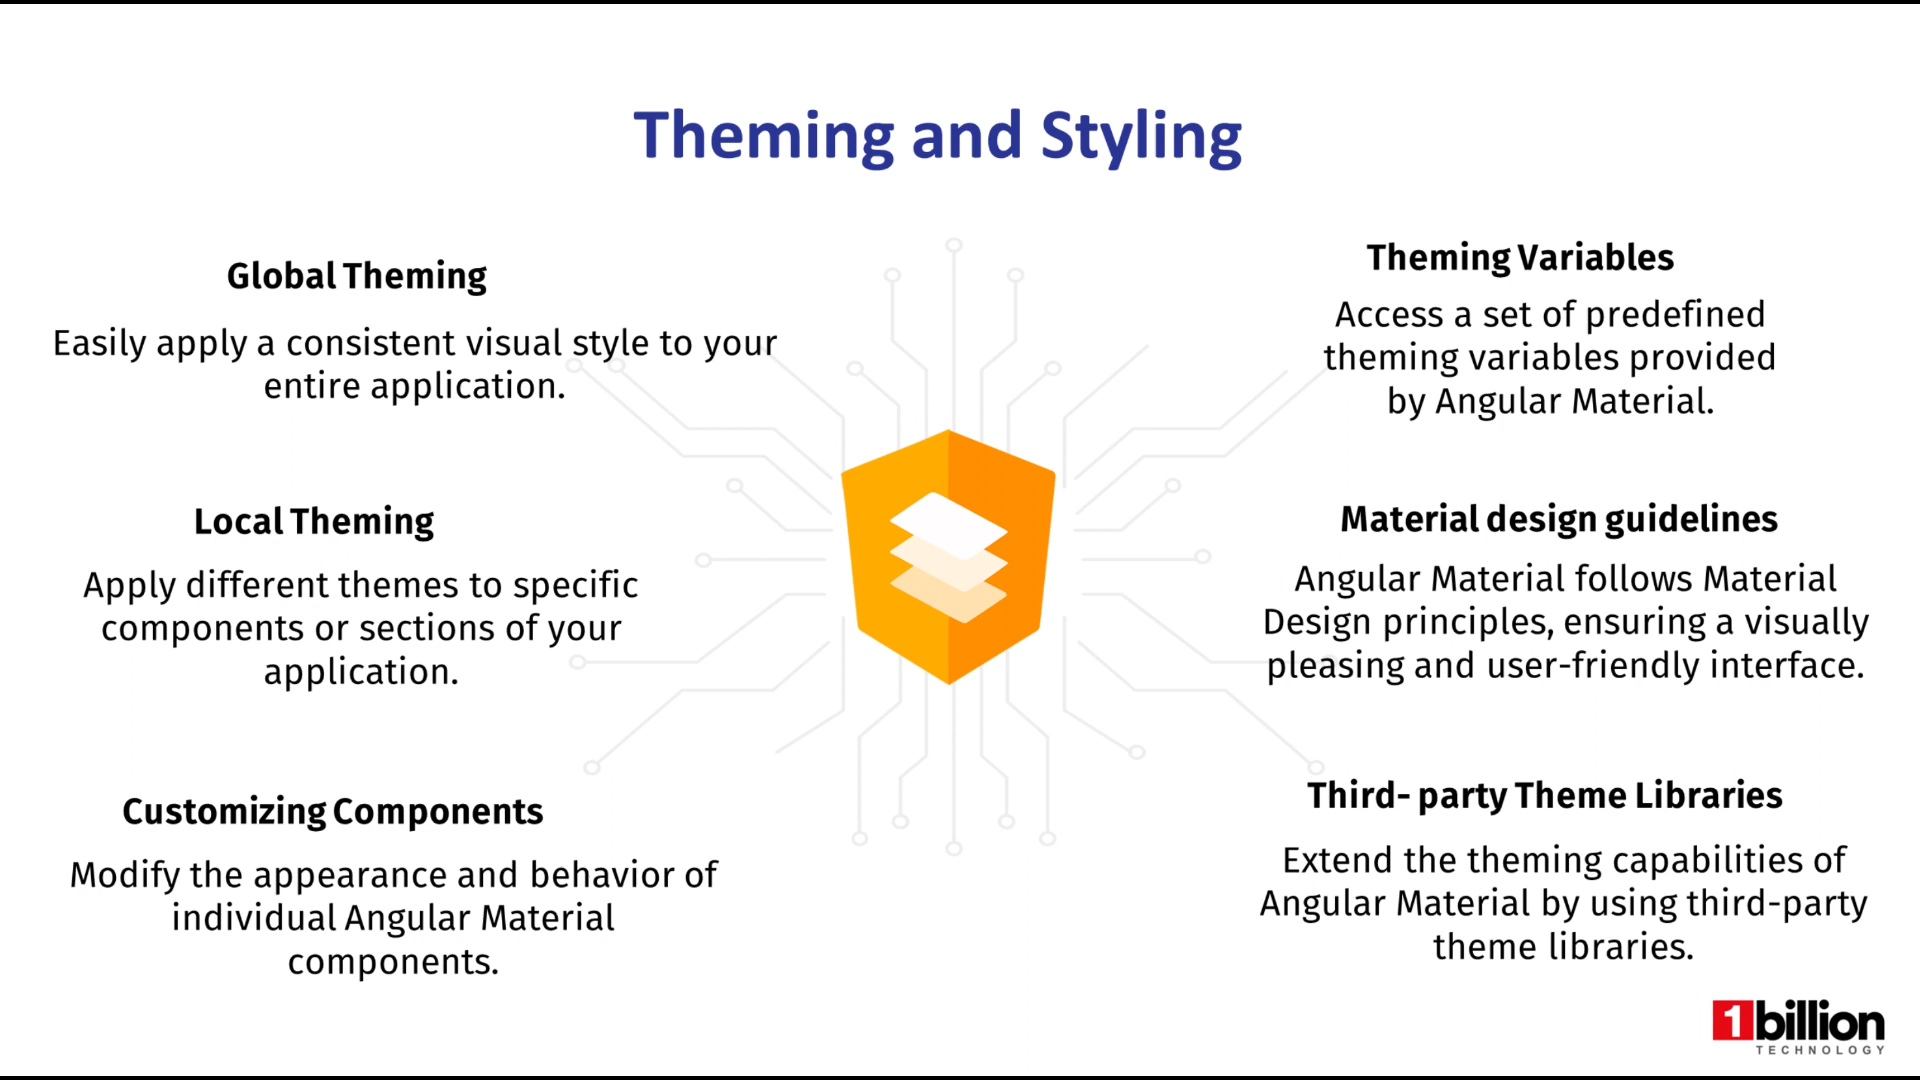 Theming and Styling
Global Theming
Easily apply a consistent visual style to your
entire application.
Local Theming
Apply different themes to specific
components or sections of your
application.
Customizing Components
Modify the appearance and behavior of
individual Angular Material
components.
Theming Variables
Access a set of predefined
theming variables provided
by Angular Material.
Material design guidelines
Angular Material follows Material
Design principles, ensuring a visually
pleasing and user-friendly interface.
Third- party Theme Libraries
Extend the theming capabilities of
Angular Material by using third-party
theme libraries.
1billion
TECHNOLOGY